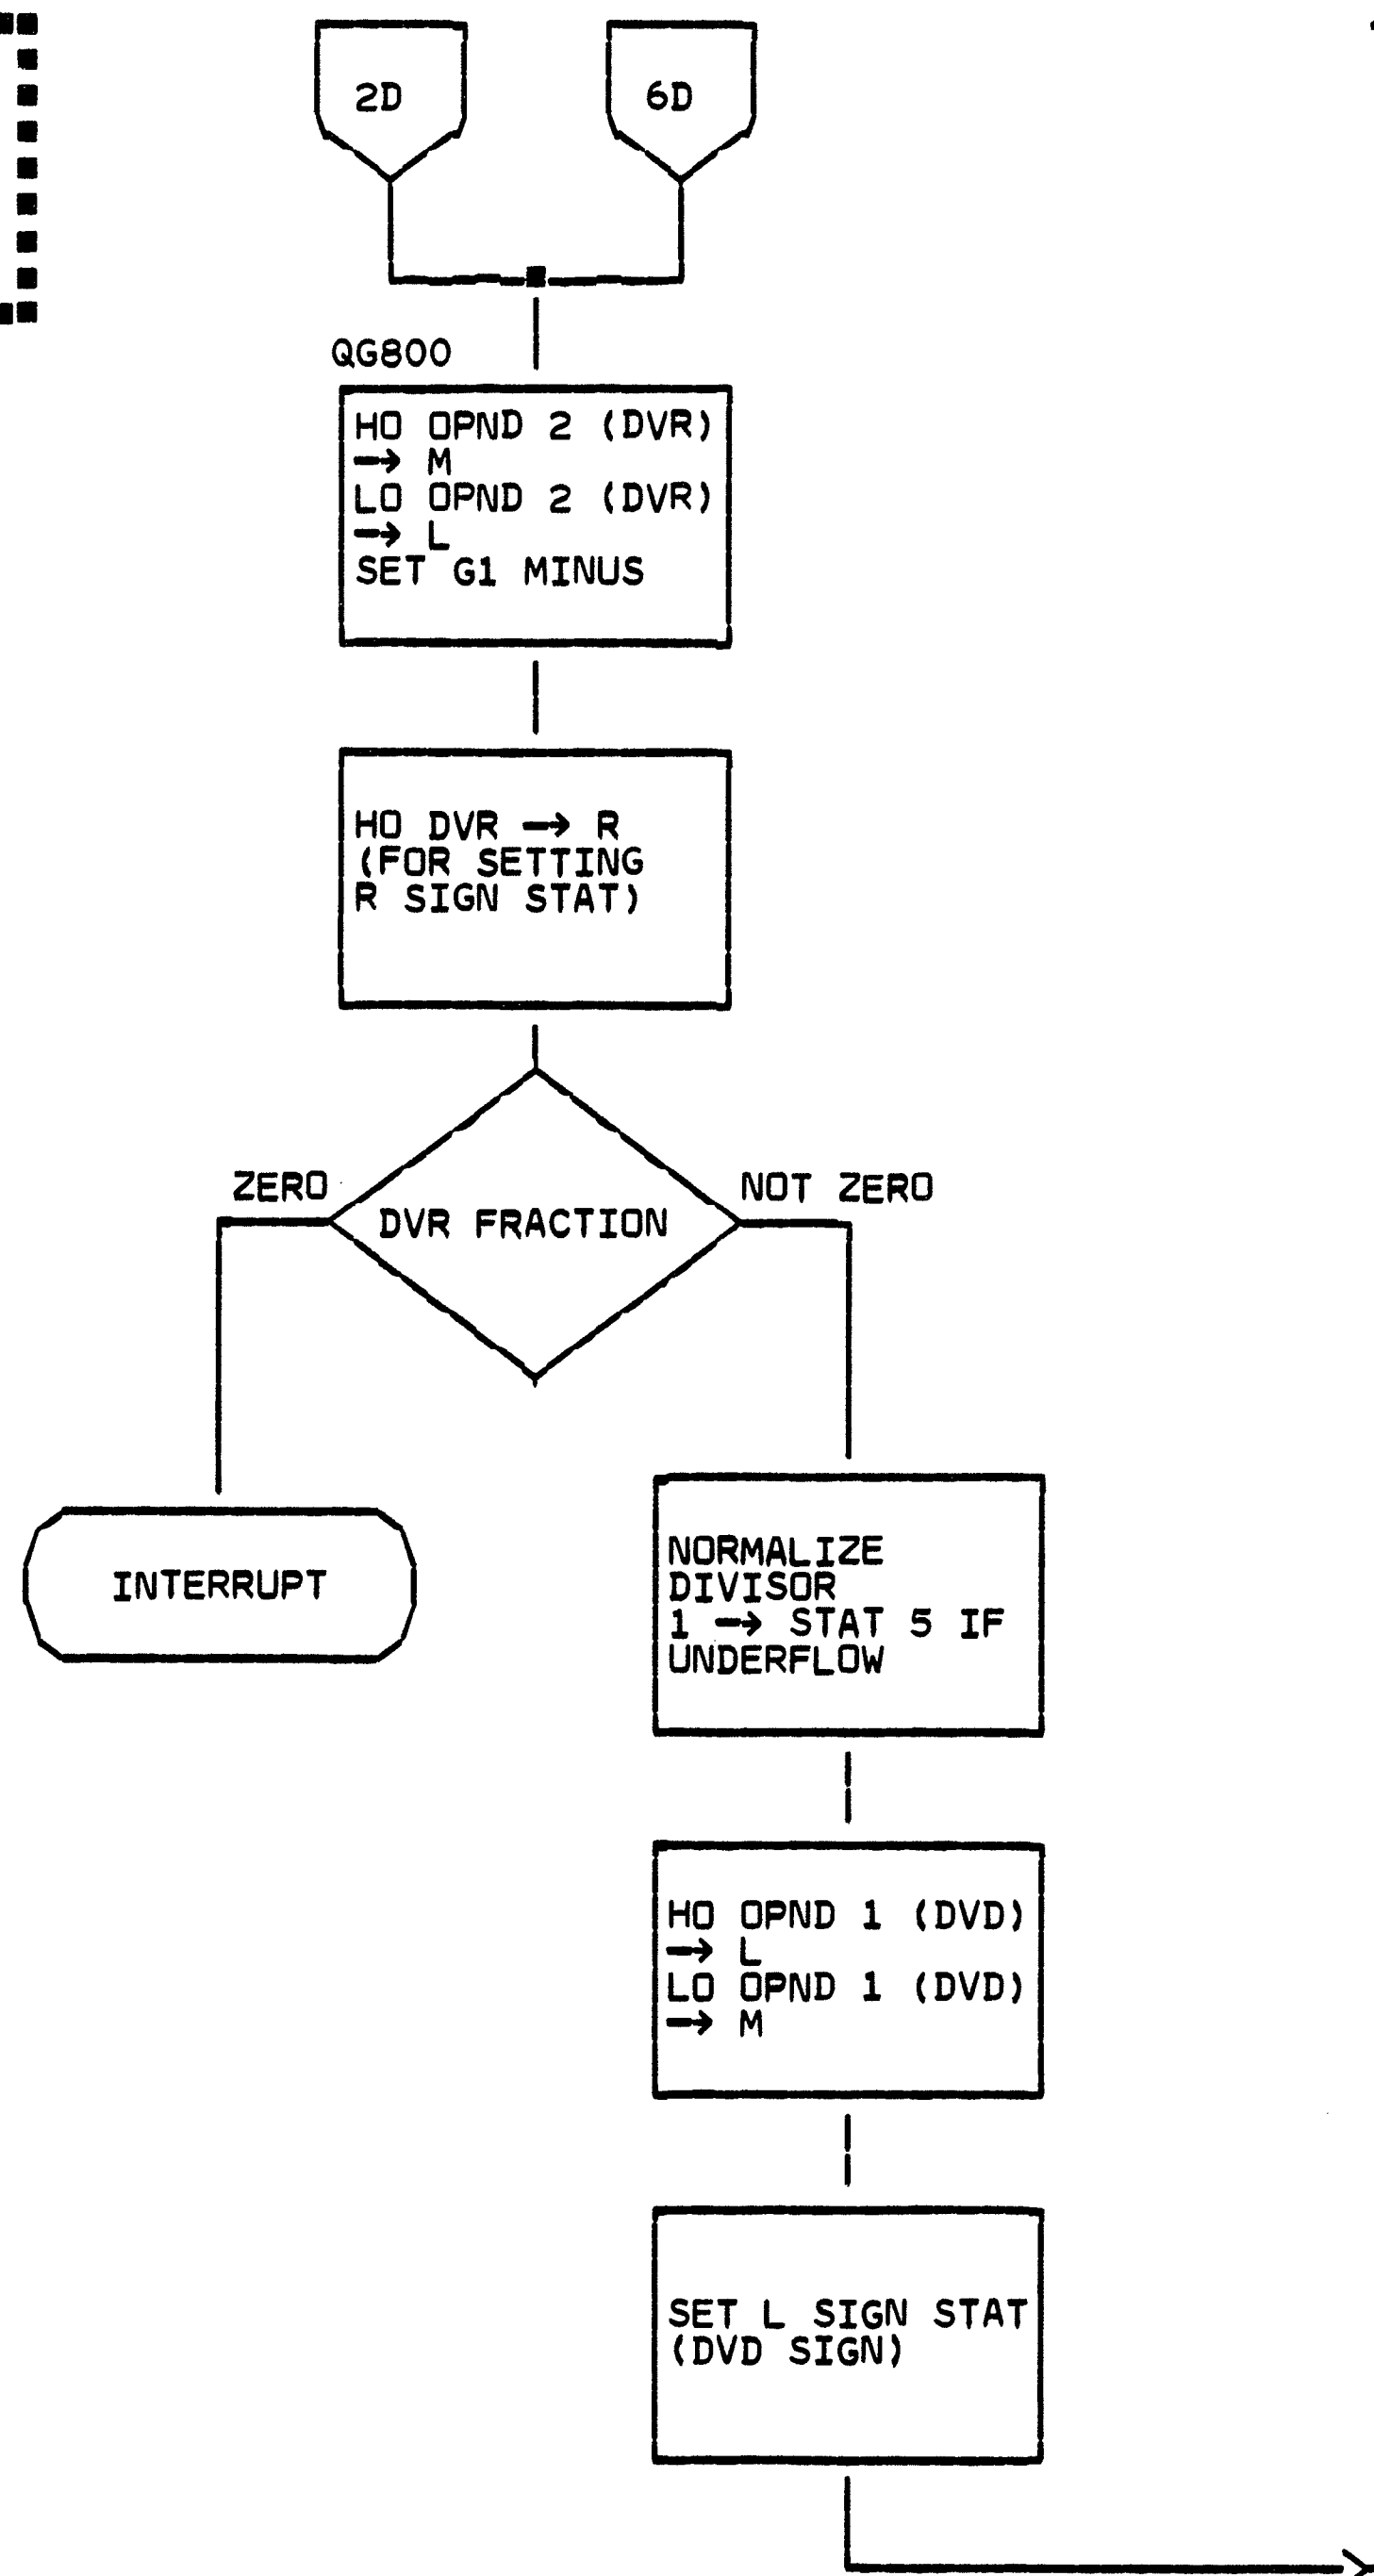 2D
6D
QG800
HO OPND 2 (DVR)
→ M
LO OPND 2 (DVR)
→ L
SET G1 MINUS
HO DVR → R
(FOR SETTING
R SIGN STAT)
ZERO
DVR FRACTION
NOT ZERO
INTERRUPT
NORMALIZE
DIVISOR
1 → STAT 5 IF
UNDERFLOW
HO OPND 1 (DVD)
→ L
LO OPND 1 (DVD)
→ M
SET L SIGN STAT
(DVD SIGN)